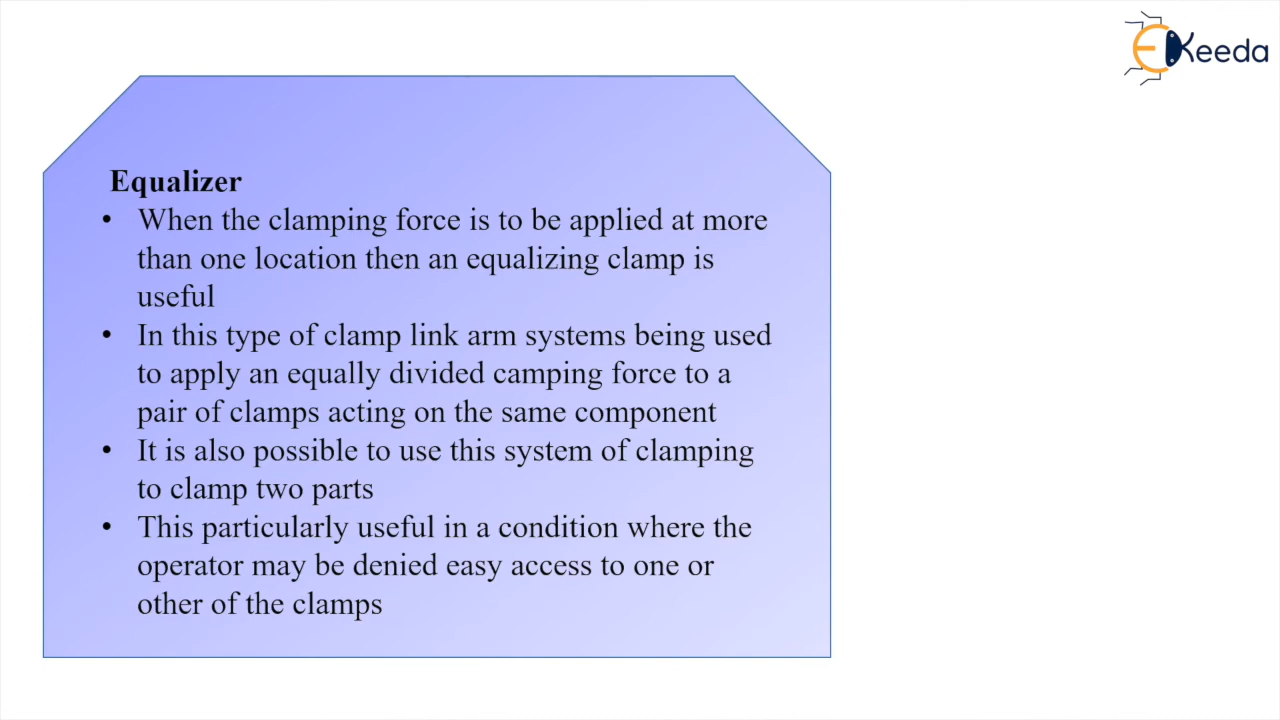 EKeeda
Equalizer
• When the clamping force is to be applied at more
than one location then an equalizing clamp is
useful
• In this type of clamp link arm systems being used
to apply an equally divided camping force to a
pair of clamps acting on the same component
• It is also possible to use this system of clamping
to clamp two parts
• This particularly useful in a condition where the
operator may be denied easy access to one or
other of the clamps